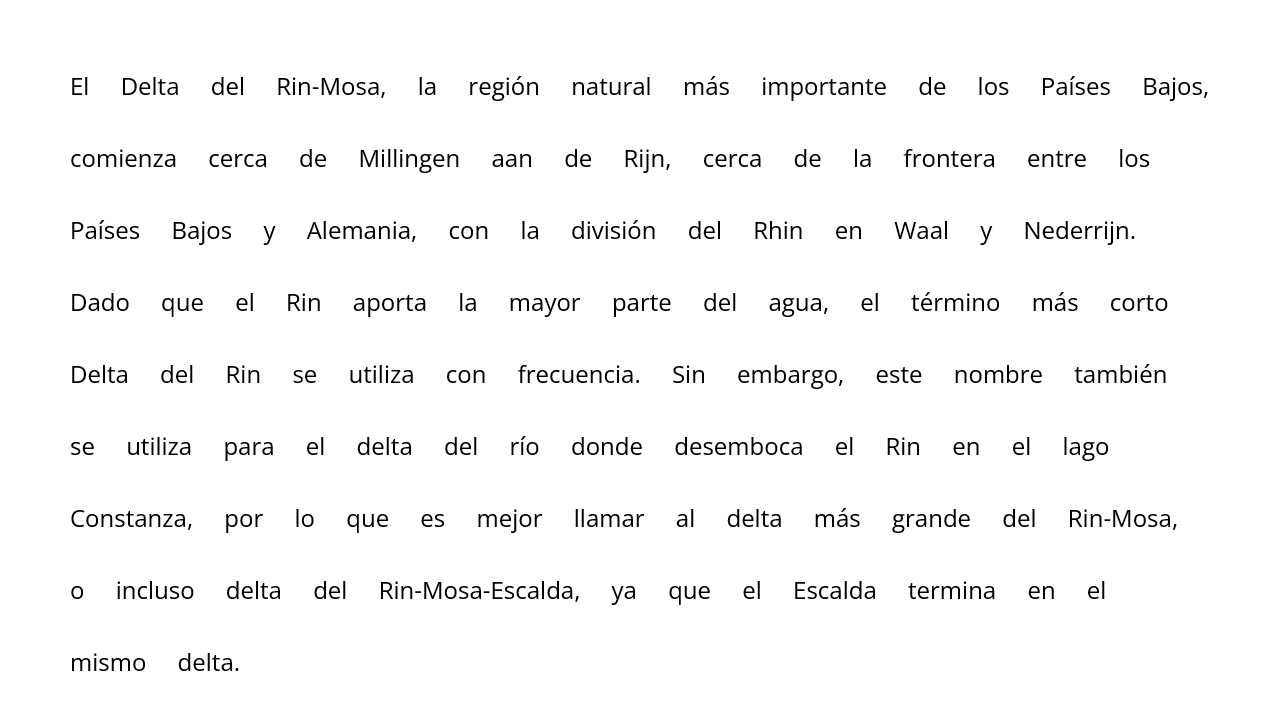 El Delta del Rin-Mosa, la región natural más importante de los Países Bajos,
comienza cerca de Millingen aan de Rijn, cerca de la frontera entre los
Países Bajos y Alemania, con la división del Rhin en Waal y Nederrijn.
Dado que el Rin aporta la mayor parte del agua, el término más corto
Delta del Rin se utiliza con frecuencia. Sin embargo, este nombre también
se utiliza para el delta del río donde desemboca el Rin en el lago
Constanza, por lo que es mejor llamar al delta más grande del Rin-Mosa,
o incluso delta del Rin-Mosa-Escalda, ya que el Escalda termina en el
mismo delta.